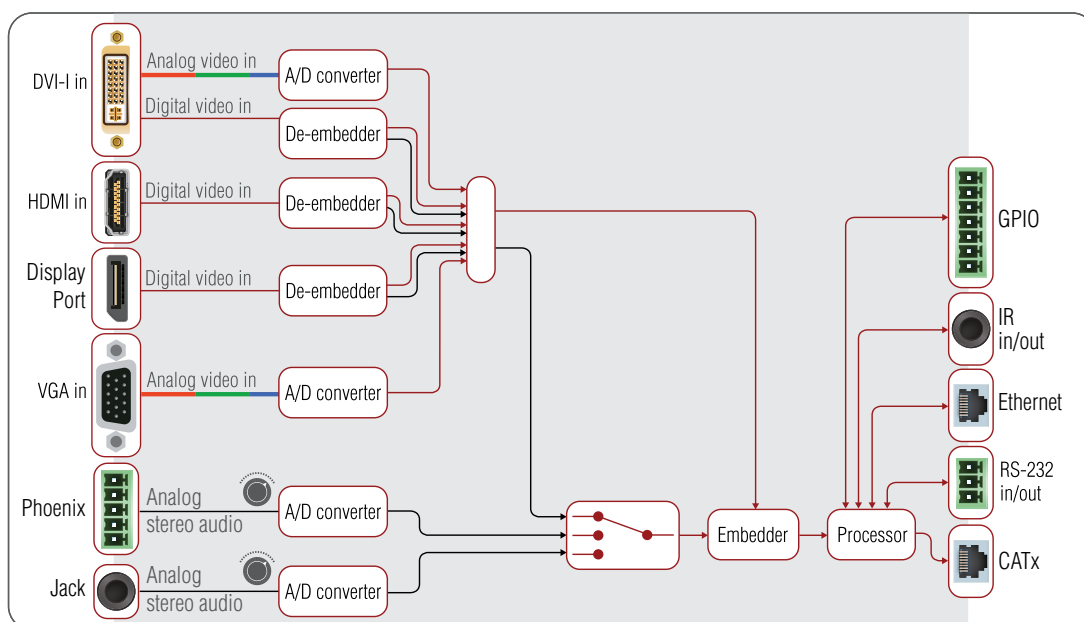 DVI-I in
Analog video in
A/D converter
Digital video in
De-embedder
HDMI in
Digital video in
De-embedder
Display
Port
Digital video in
De-embedder
VGA in
Analog video in
A/D converter
Phoenix
Analog
stereo audio
A/D converter
Jack
Analog
stereo audio
A/D converter
Embedder
Processor
GPIO
IR
in/out
Ethernet
RS-232
in/out
CATx